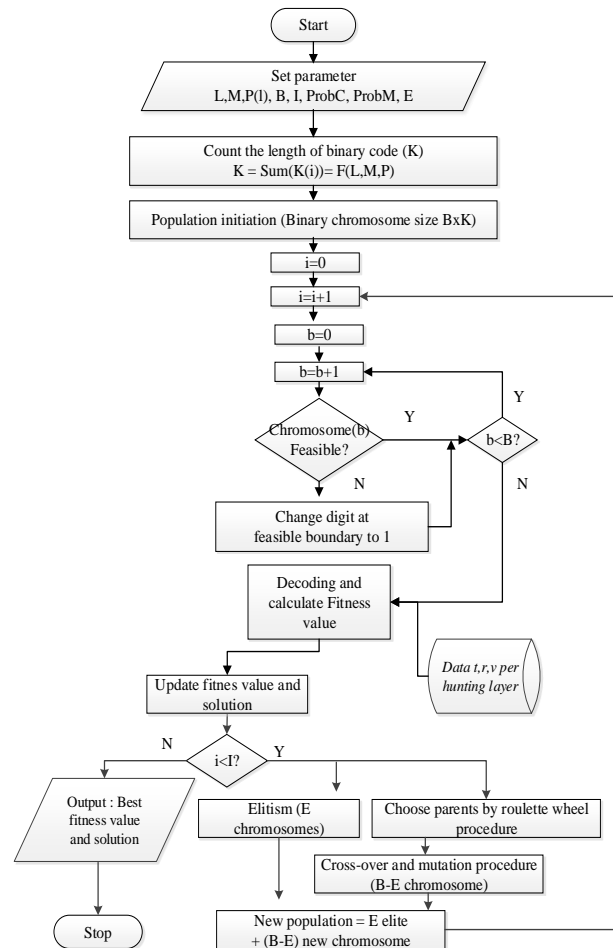 Start
Set parameter
L,M,P(l), B, I, ProbC, ProbM, E
Count the length of binary code (K)
K = Sum(K(i))= F(L,M,P)
Population initiation (Binary chromosome size BxK)
i=0
i=i+1
b=0
b=b+1
Y
Chromosome(b)
Feasible?
Y
b<B?
N
N
Change digit at
feasible boundary to 1
Decoding and
calculate Fitness
value
Data t,r,v per
hunting layer
Update fitnes value and
solution
N
i<I?
Y
Output : Best
fitness value
and solution
Elitism (E
chromosomes)
Choose parents by roulette wheel
procedure
Cross-over and mutation procedure
(B-E chromosome)
New population = E elite
+ (B-E) new chromosome
Stop